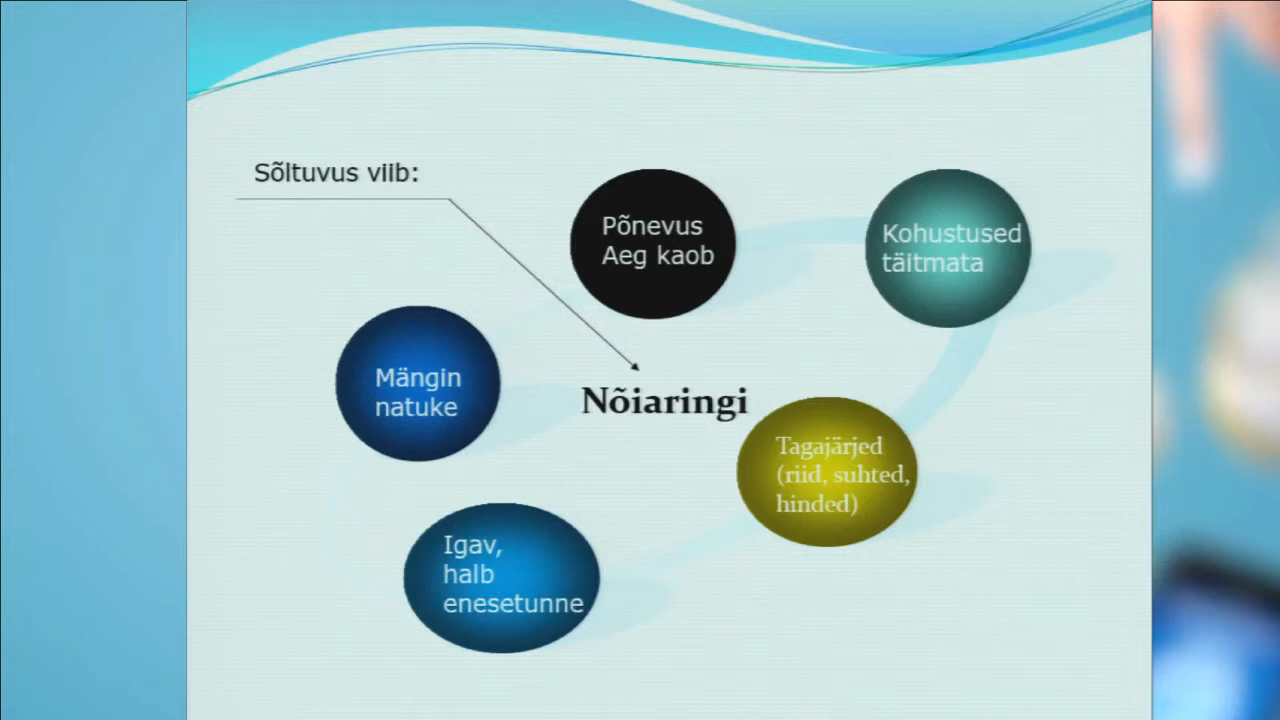 Sõltuvus viib:
Põnevus
Aeg kaob
Kohustused
täitmata
Mängin
natuke
Nõiaringi
Tagajärjed
(riid, suhted,
hinded)
Igav,
halb
enesetunne